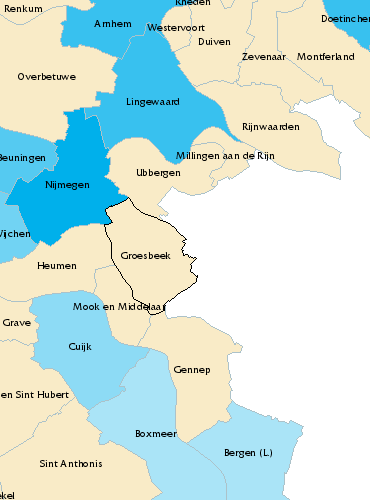 Rheden
Renkum
Doetinchem
Arnhem
Westervoort
Duiven
Zevenaar
Montferland
Overbetuwe
Lingewaard
Rijnwaarden
Beuningen
Millingen aan de Rijn
Ubbergen
Nijmegen
Wijchen
Groesbeek
Heumen
Mook en Middelaar
Grave
Cuijk
Gennep
en Sint Hubert
Boxmeer
Bergen (L.)
Sint Anthonis
ekel